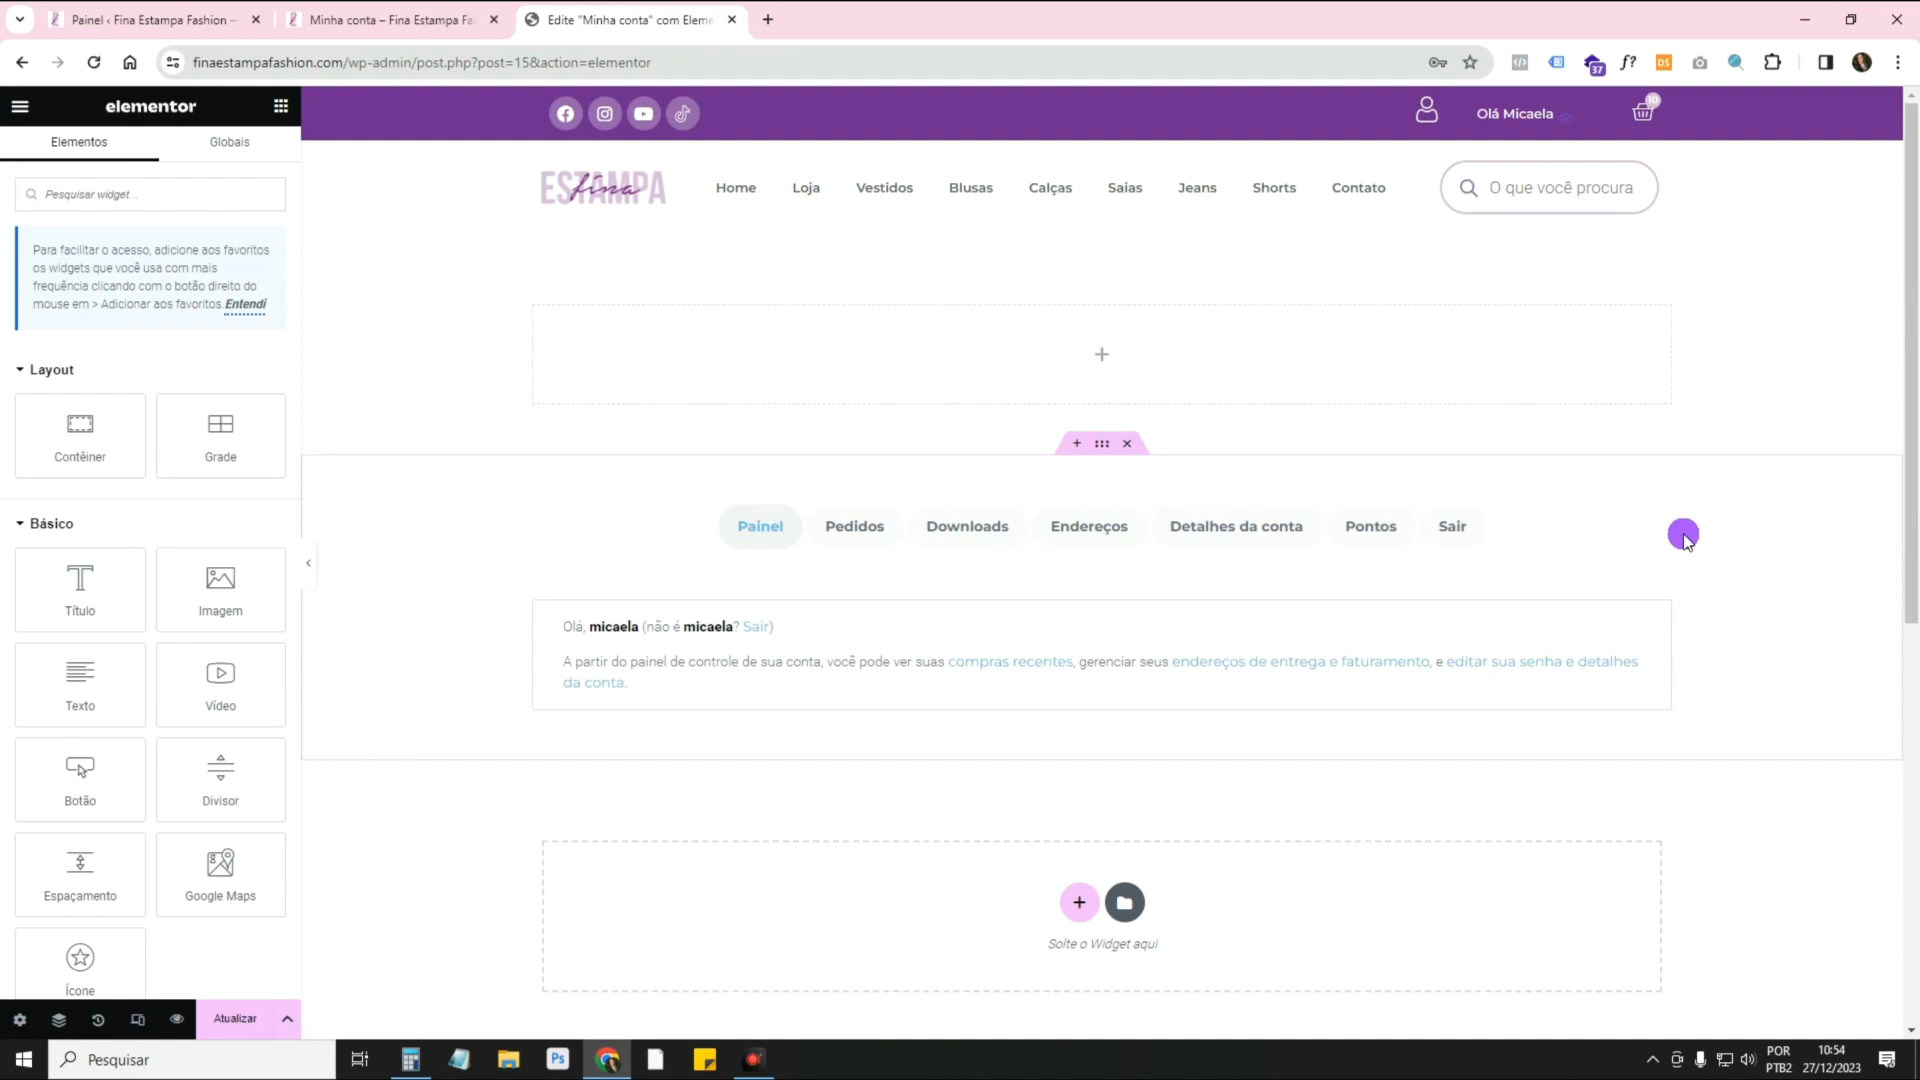 Painel ‹ Fina Estampa Fashion —
Minha conta – Fina Estampa Fa
Edite "Minha conta" com Eleme
finaestampafashion.com/wp-admin/post.php?post=15&action=elementor
37
f?
DS
elementor
Elementos
Globais
Pesquisar widget...
Para facilitar o acesso, adicione aos favoritos
os widgets que você usa com mais
frequência clicando com o botão direito do
mouse em > Adicionar aos favoritos. Entendi
Layout
Contêiner
Grade
Básico
Título
Imagem
Texto
Vídeo
Botão
Divisor
Espaçamento
Google Maps
Ícone
Atualizar
Olá Micaela
10
ESTAMPA
fina
Home
Loja
Vestidos
Blusas
Calças
Saias
Jeans
Shorts
Contato
O que você procura
Painel
Pedidos
Downloads
Endereços
Detalhes da conta
Pontos
Sair
Olá, micaela (não é micaela? Sair)
A partir do painel de controle de sua conta, você pode ver suas compras recentes, gerenciar seus endereços de entrega e faturamento, e editar sua senha e detalhes
da conta.
Solte o Widget aqui
Pesquisar
Ps
POR
PTB2
10:54
27/12/2023